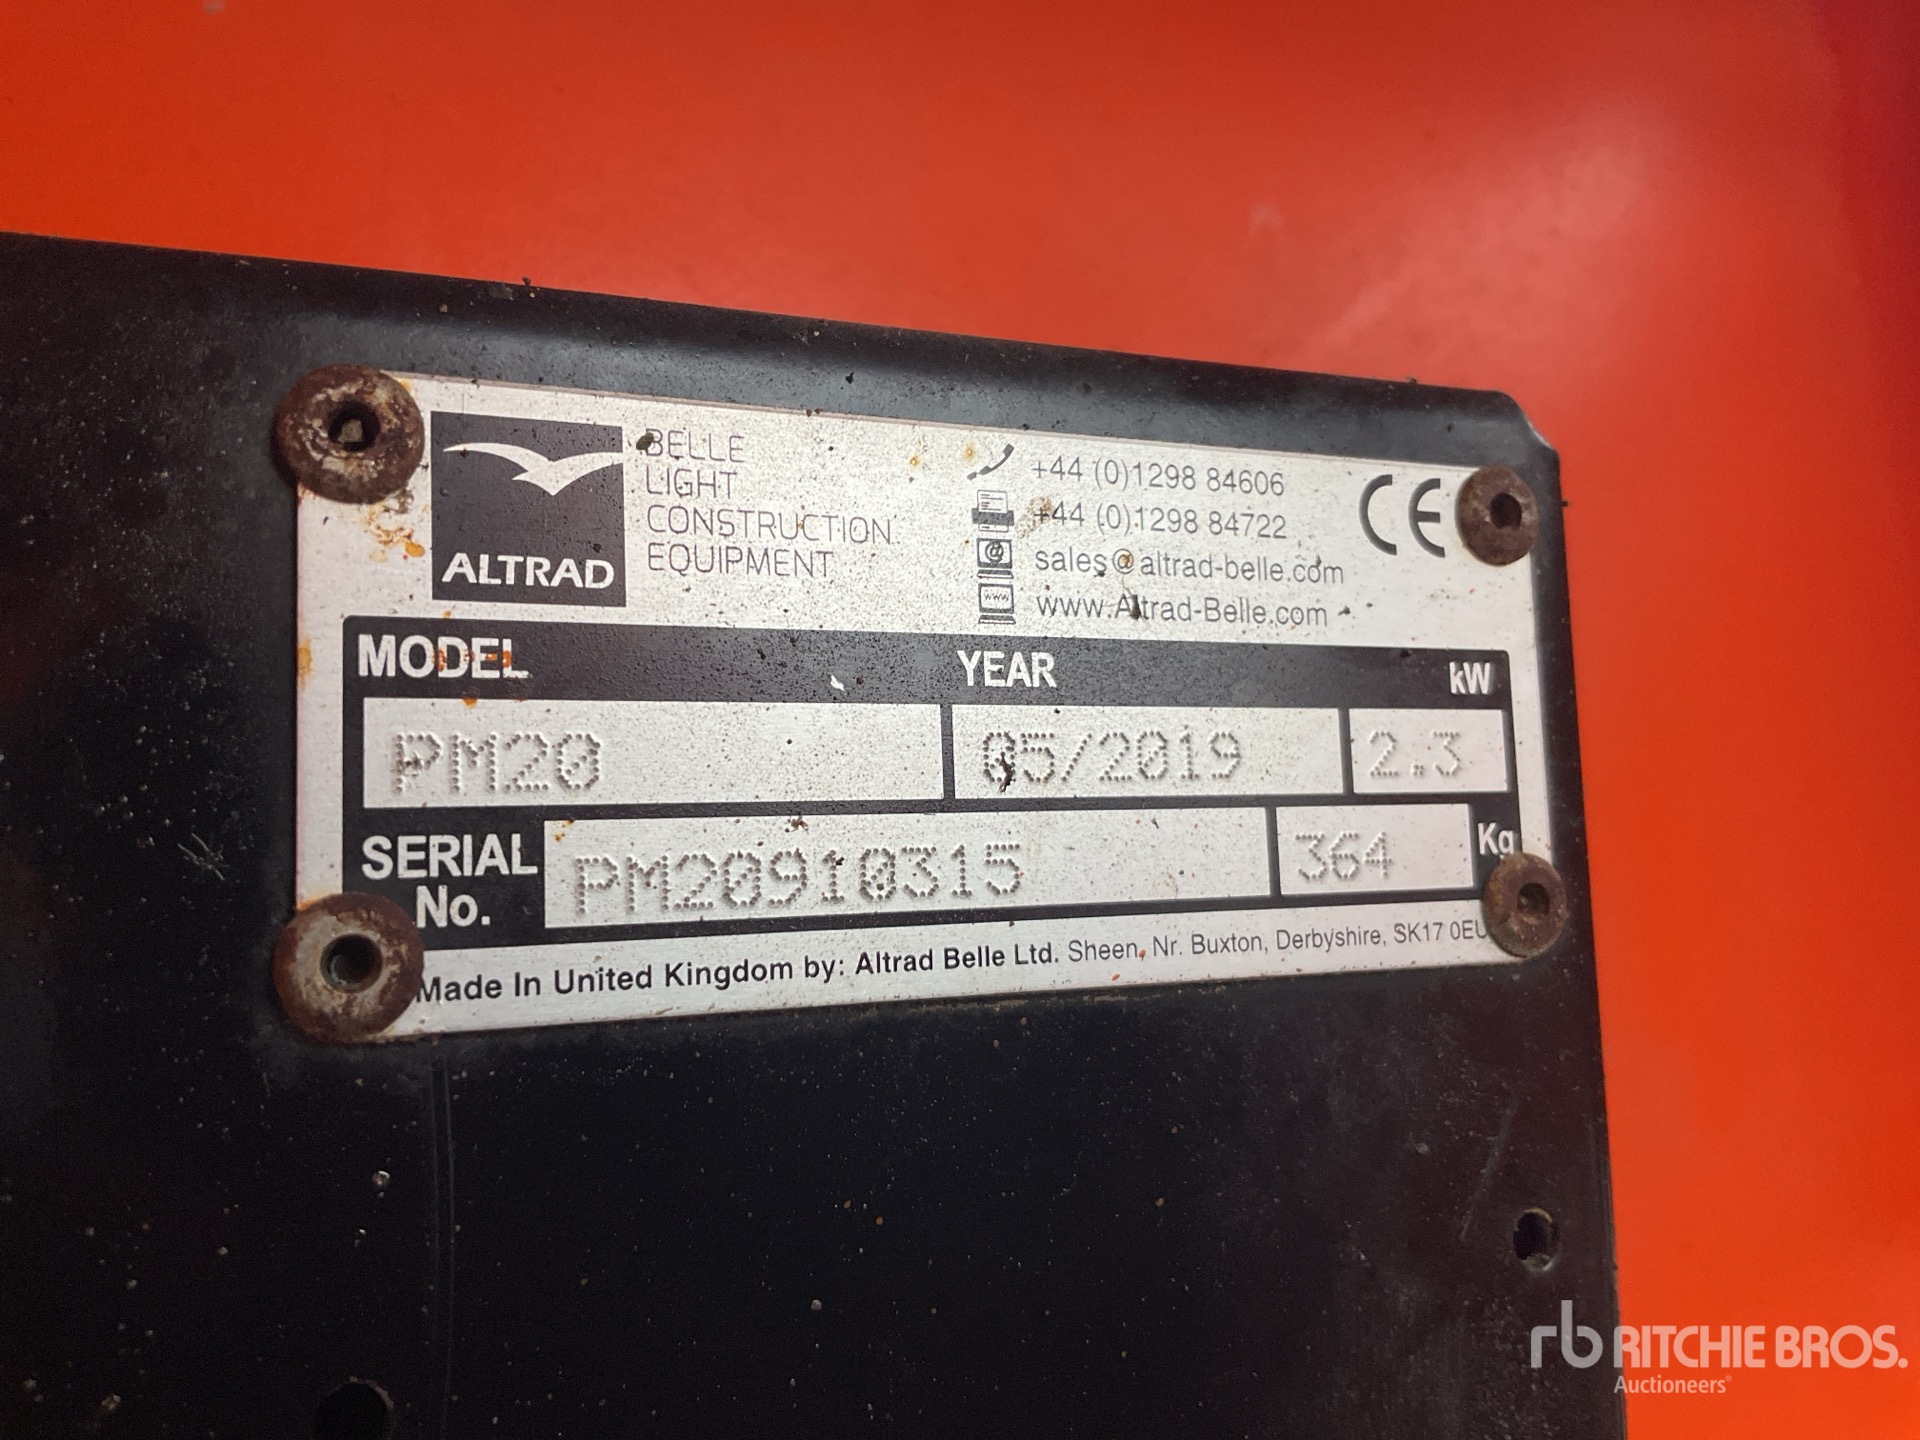 ALTRAD
BELLE
LIGHT
CONSTRUCTION
EQUIPMENT
+44 (0)1298 84606
+44 (0)1298 84722
sales@altrad-belle.com
www.Altrad-Belle.com
CE
MODEL YEAR kW
PM20 05/2019 2.3
SERIAL No. PM20910315 364 Kg
Made In United Kingdom by: Altrad Belle Ltd. Sheen, Nr. Buxton, Derbyshire, SK17 0EU
rb RITCHIE BROS.
Auctioneers®